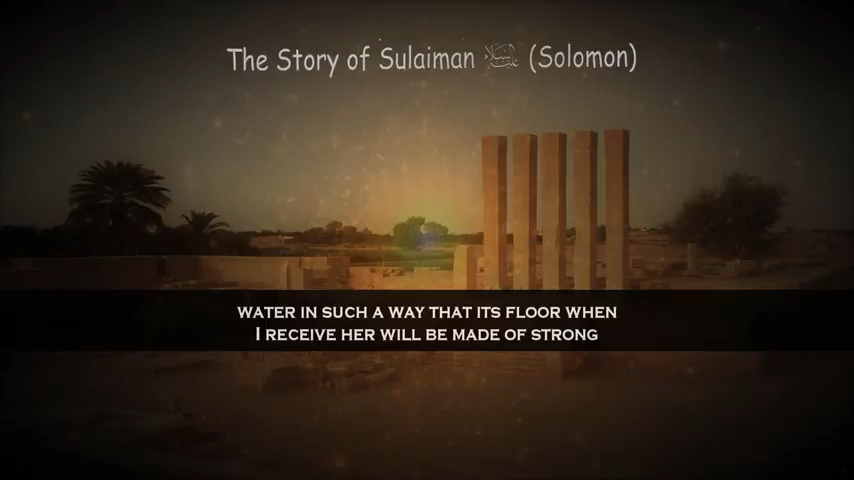 The Story of Sulaiman عليه السلام (Solomon)
WATER IN SUCH A WAY THAT ITS FLOOR WHEN
I RECEIVE HER WILL BE MADE OF STRONG